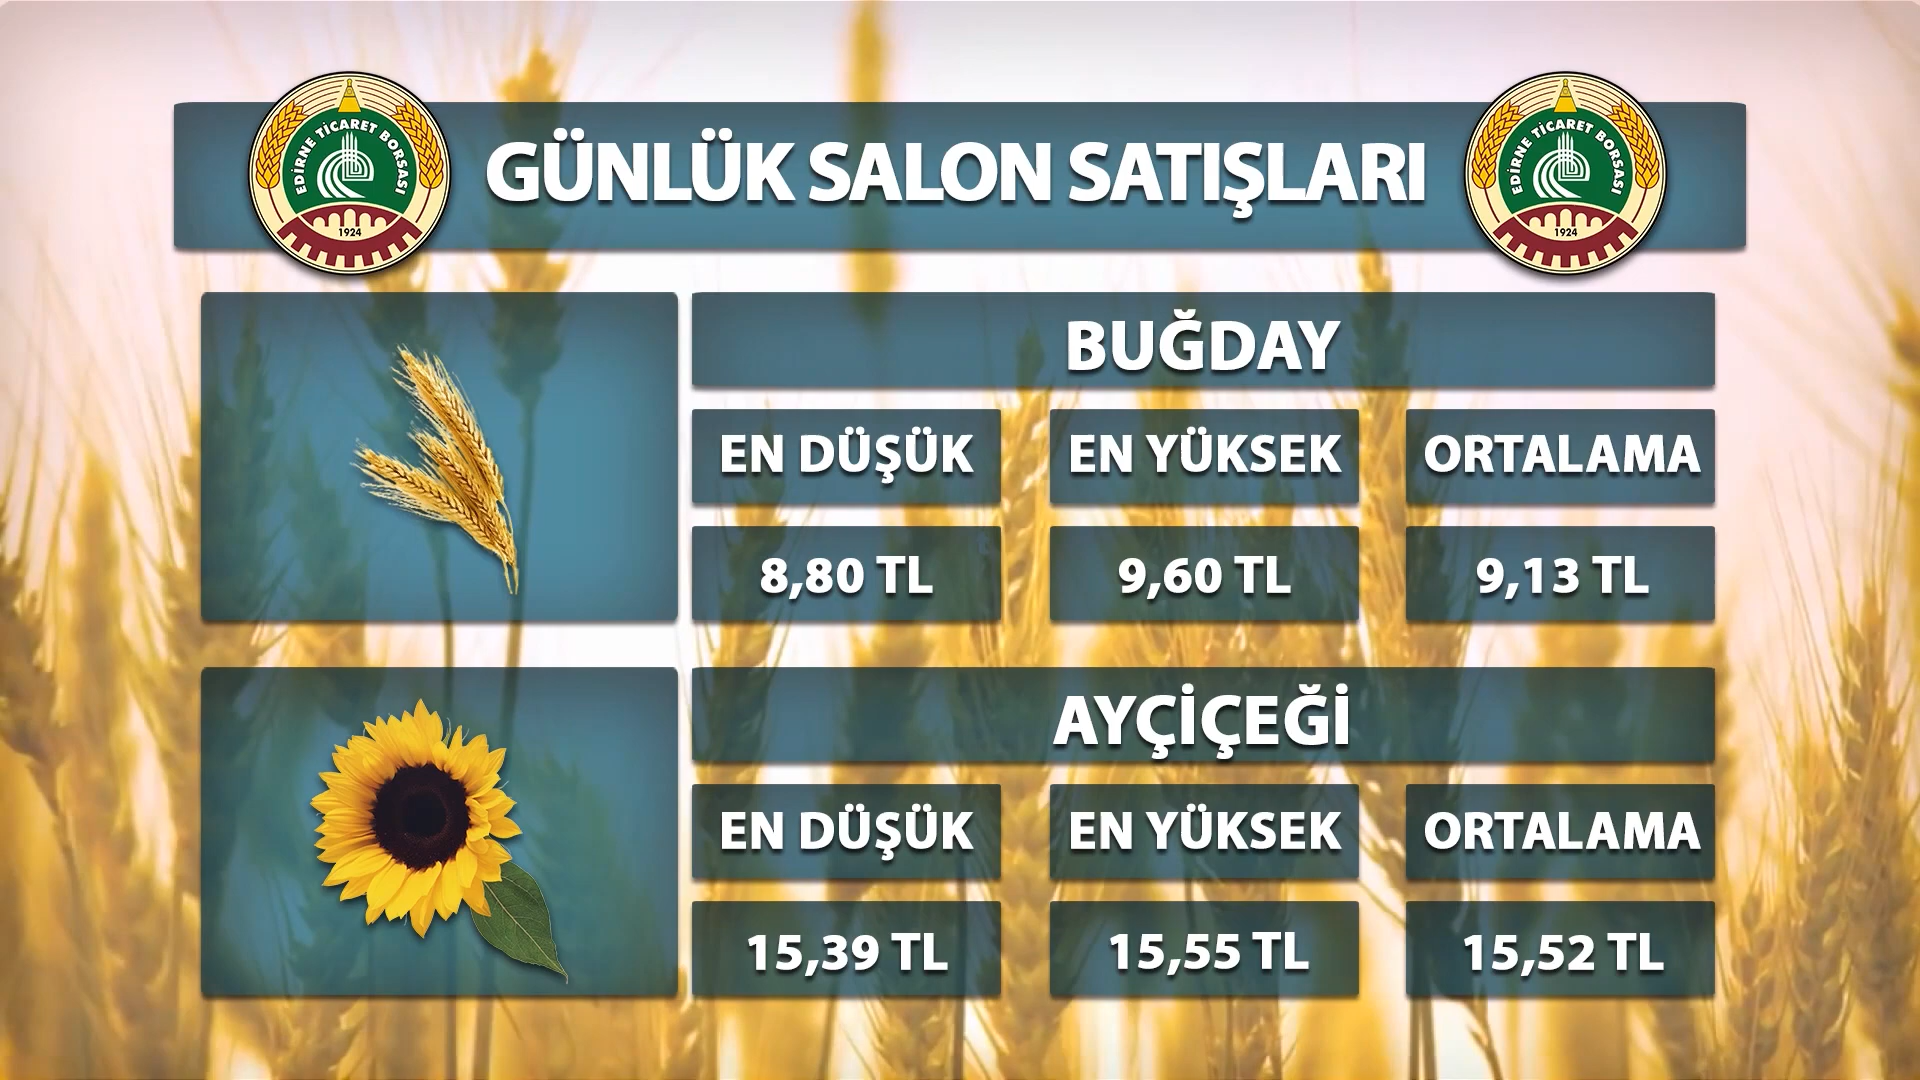 EDİRNE TİCARET BORSASI
1924
GÜNLÜK SALON SATIŞLARI
EDİRNE TİCARET BORSASI
1924
BUĞDAY
EN DÜŞÜK EN YÜKSEK ORTALAMA
8,80 TL 9,60 TL 9,13 TL
AYÇİÇEĞİ
EN DÜŞÜK EN YÜKSEK ORTALAMA
15,39 TL 15,55 TL 15,52 TL